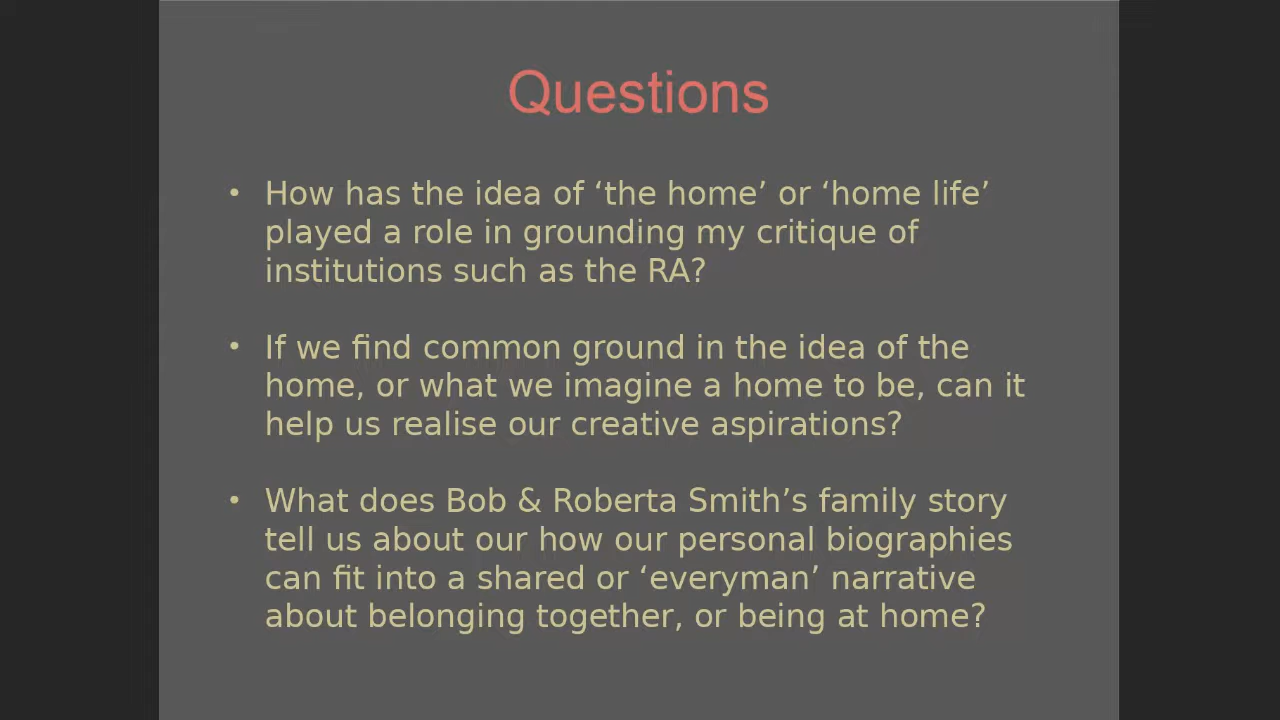 Questions
• How has the idea of ‘the home’ or ‘home life’
played a role in grounding my critique of
institutions such as the RA?
• If we find common ground in the idea of the
home, or what we imagine a home to be, can it
help us realise our creative aspirations?
• What does Bob & Roberta Smith’s family story
tell us about our how our personal biographies
can fit into a shared or ‘everyman’ narrative
about belonging together, or being at home?